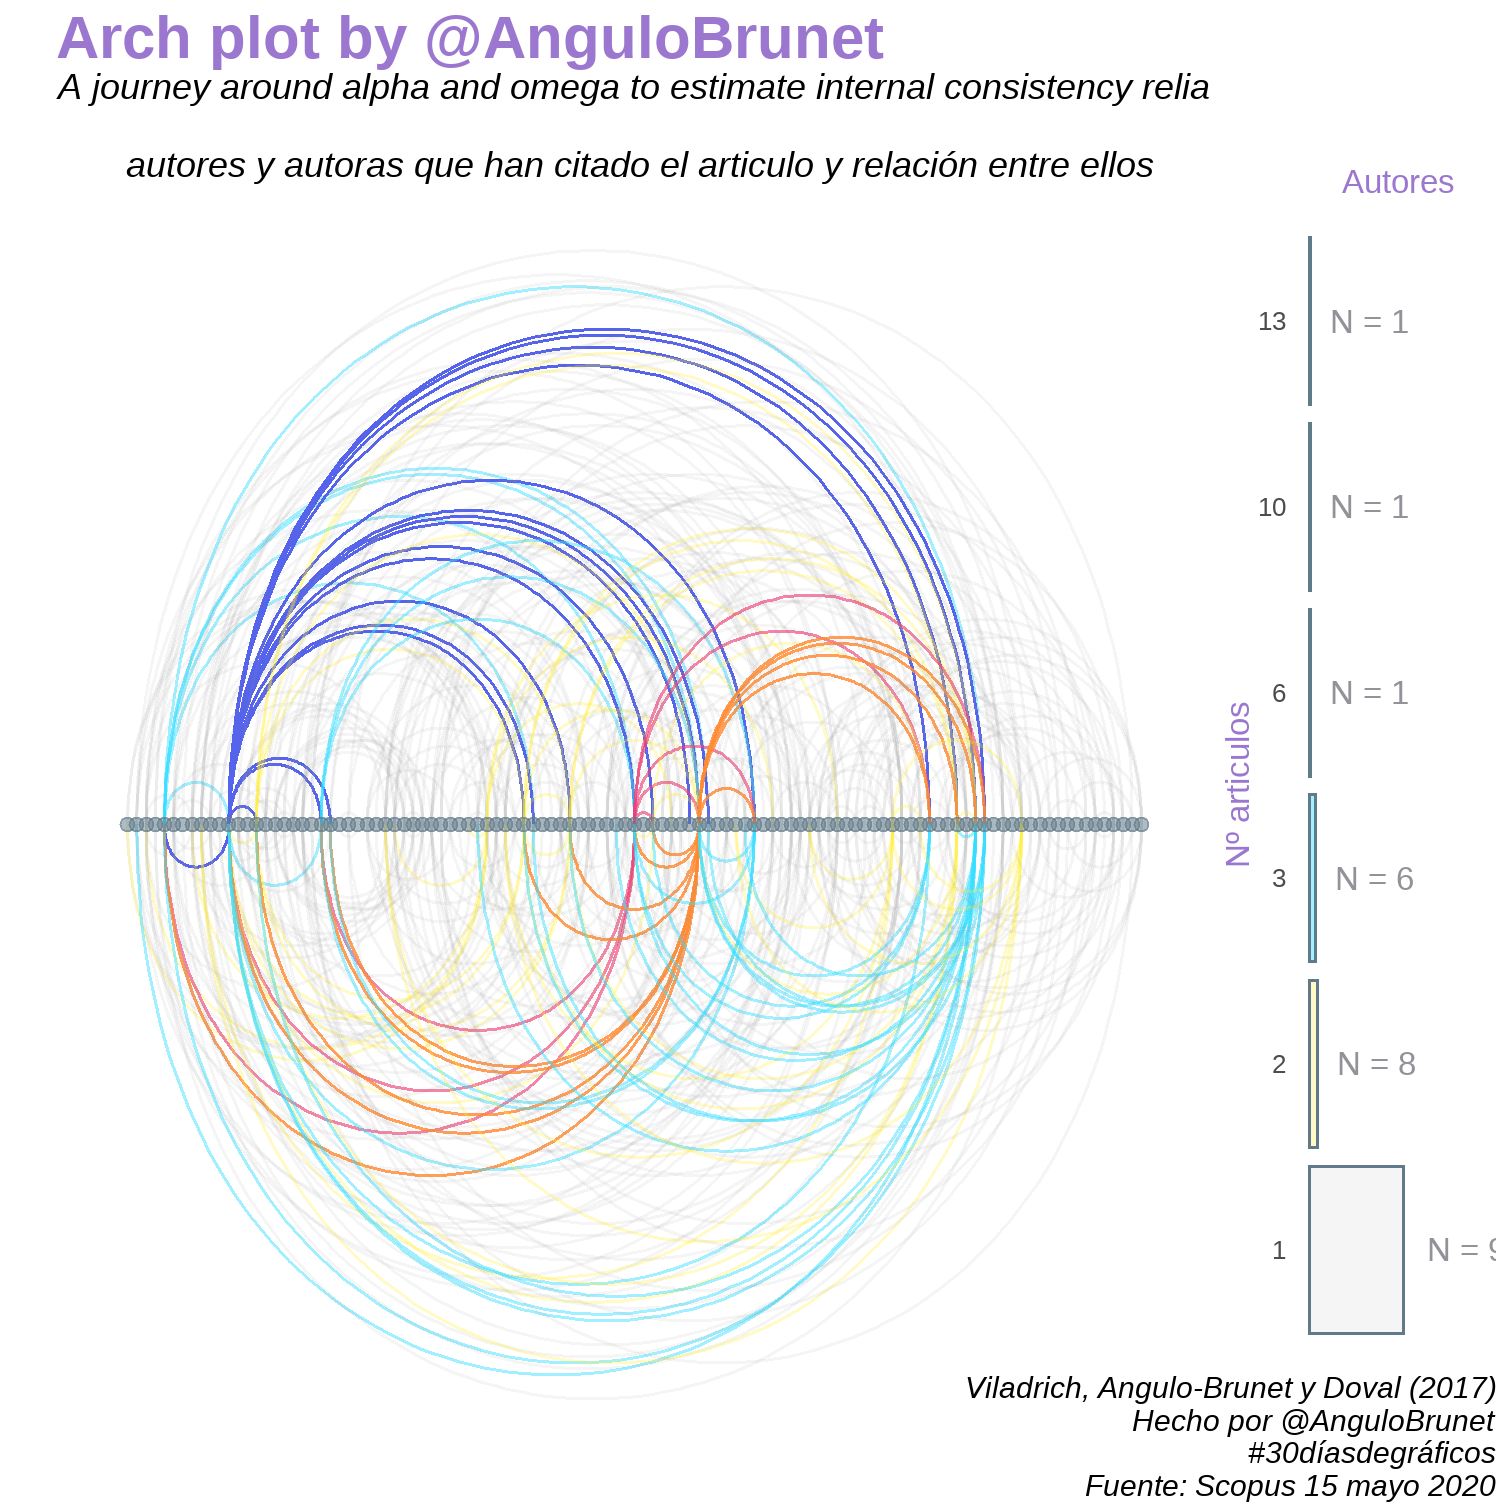 Arch plot by @AnguloBrunet
A journey around alpha and omega to estimate internal consistency relia
autores y autoras que han citado el articulo y relación entre ellos
Autores
13
N = 1
10
N = 1
6
N = 1
Nº articulos
3
N = 6
2
N = 8
1
N = 9
Viladrich, Angulo-Brunet y Doval (2017)
Hecho por @AnguloBrunet
#30díasdegráficos
Fuente: Scopus 15 mayo 2020